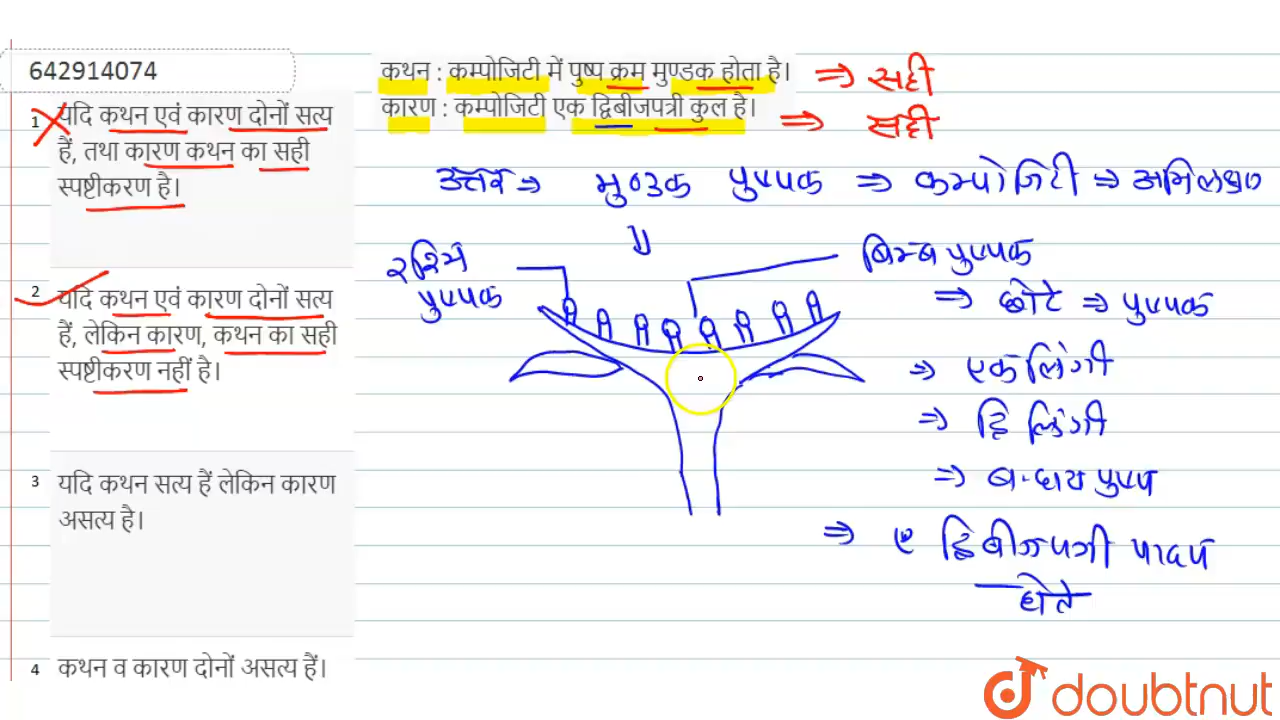 642914074
कथन : कम्पोजिटी में पुष्प क्रम मुण्डक होता है। ⇒ सही
कारण : कम्पोजिटी एक द्विबीजपत्री कुल है। ⇒ सही
1 यदि कथन एवं कारण दोनों सत्य
हैं, तथा कारण कथन का सही
स्पष्टीकरण है।
2 यदि कथन एवं कारण दोनों सत्य
हैं, लेकिन कारण, कथन का सही
स्पष्टीकरण नहीं है।
3 यदि कथन सत्य हैं लेकिन कारण
असत्य है।
4 कथन व कारण दोनों असत्य हैं।
उत्तर ⇒ मुण्डक पुष्पक ⇒ कम्पोजिटी ⇒
रश्मि
पुष्पक
बिम्ब पुष्पक
⇒ छोटे ⇒ पुष्पक
⇒ एकलिंगी
⇒ द्विलिंगी
⇒ पुष्प
⇒ द्विबीजपत्री पादप
होते
doubtnut